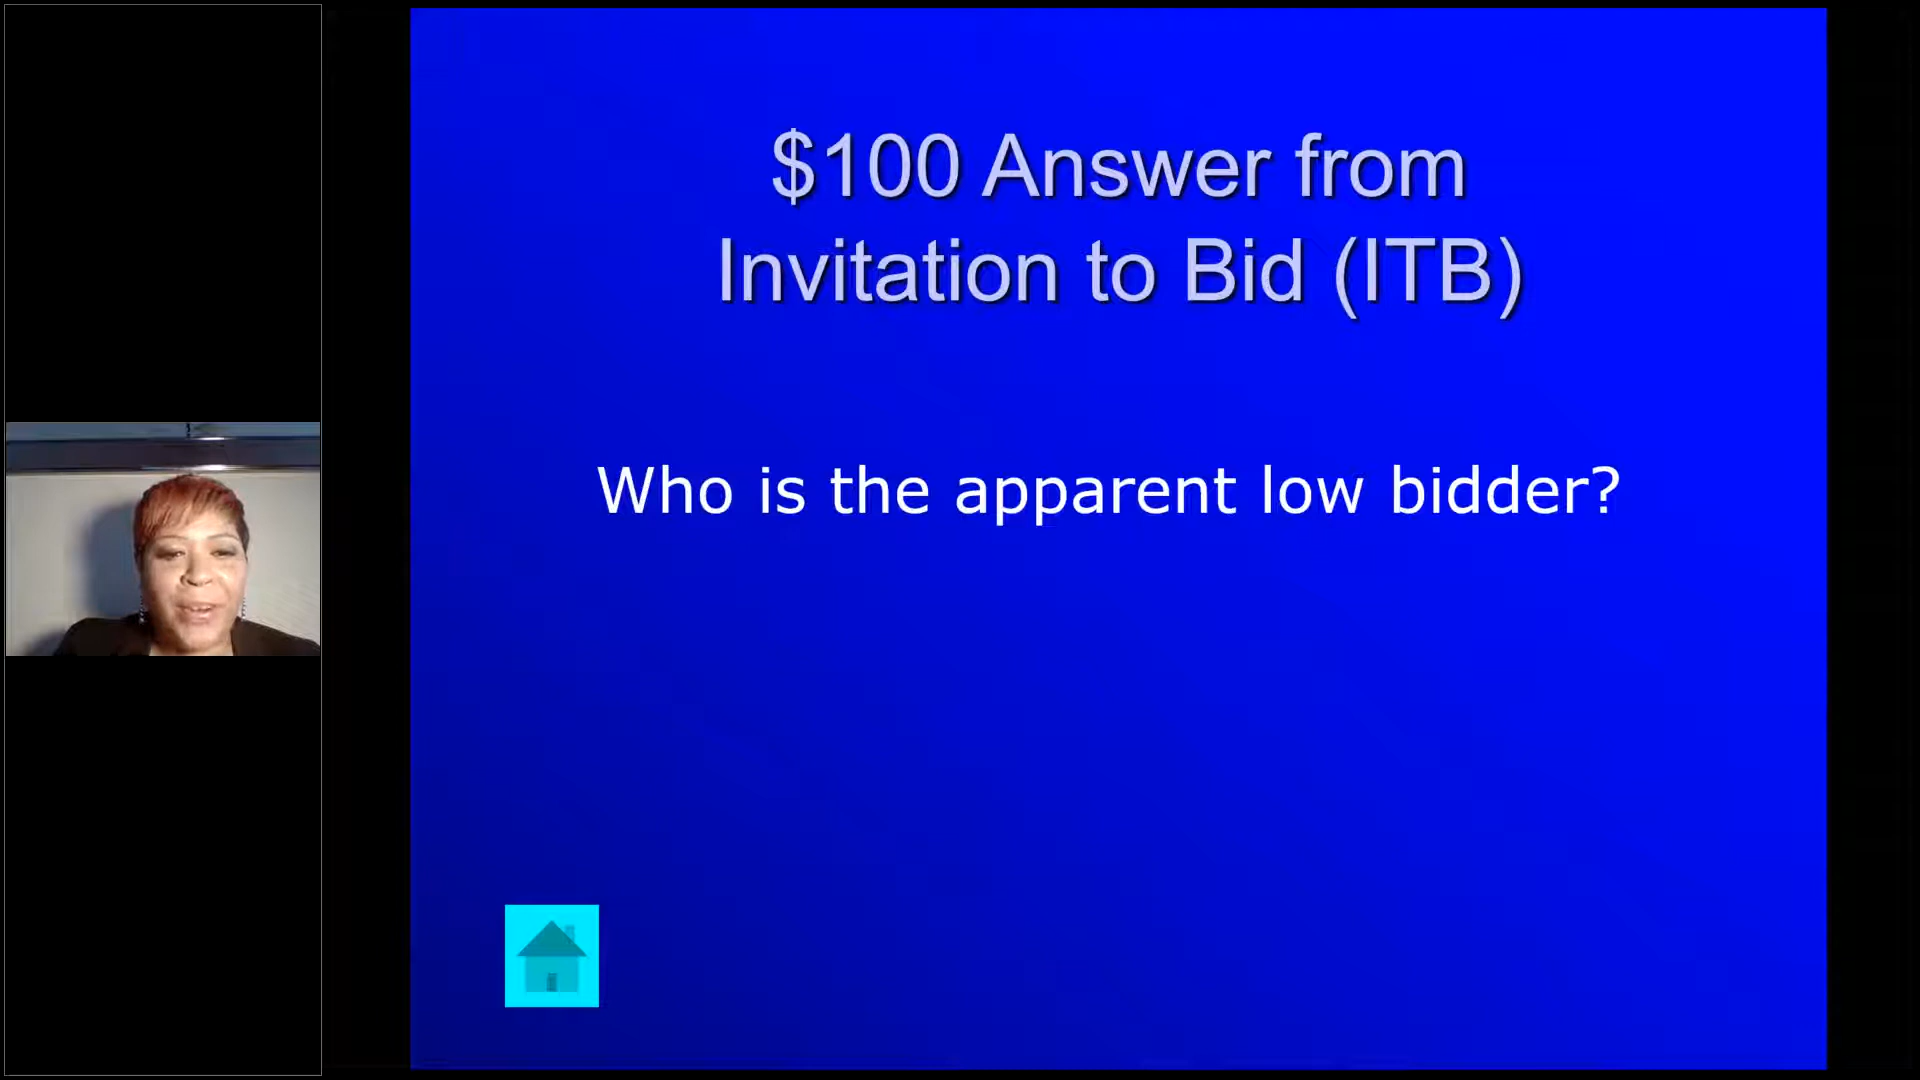 $100 Answer from
Invitation to Bid (ITB)
Who is the apparent low bidder?